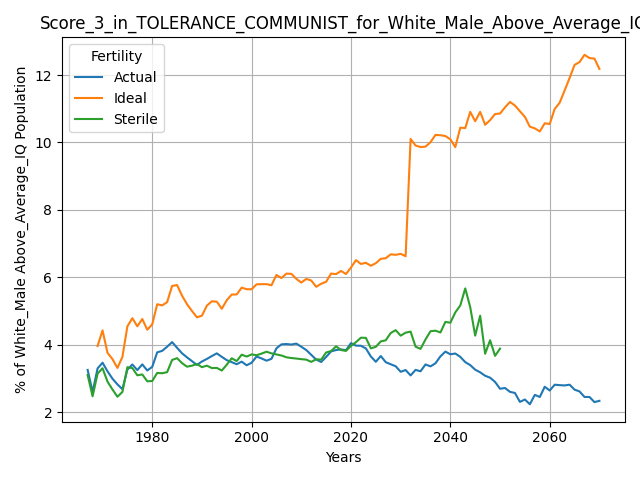 Score_3_in_TOLERANCE_COMMUNIST_for_White_Male_Above_Average_IQ
Fertility
Actual
Ideal
Sterile
% of White_Male Above_Average_IQ Population
12
10
8
6
4
2
1980
2000
2020
2040
2060
Years